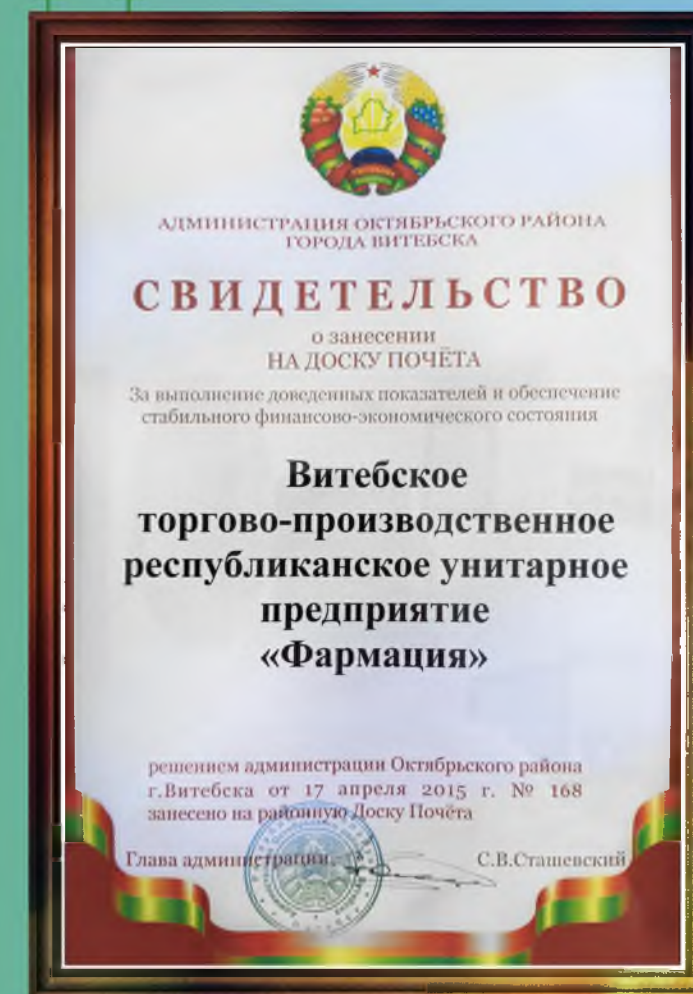 АДМИНИСТРАЦИЯ ОКТЯБРЬСКОГО РАЙОНА
ГОРОДА ВИТЕБСКА
СВИДЕТЕЛЬСТВО
о занесении
НА ДОСКУ ПОЧЁТА
За выполнение доведенных показателей и обеспечение
стабильного финансово-экономического состояния
Витебское
торгово-производственное
республиканское унитарное
предприятие
«Фармация»
решением администрации Октябрьского района
г.Витебска от 17 апреля 2015 г. № 168
занесено на районную Доску Почёта
Глава администрации С.В.Сташевский